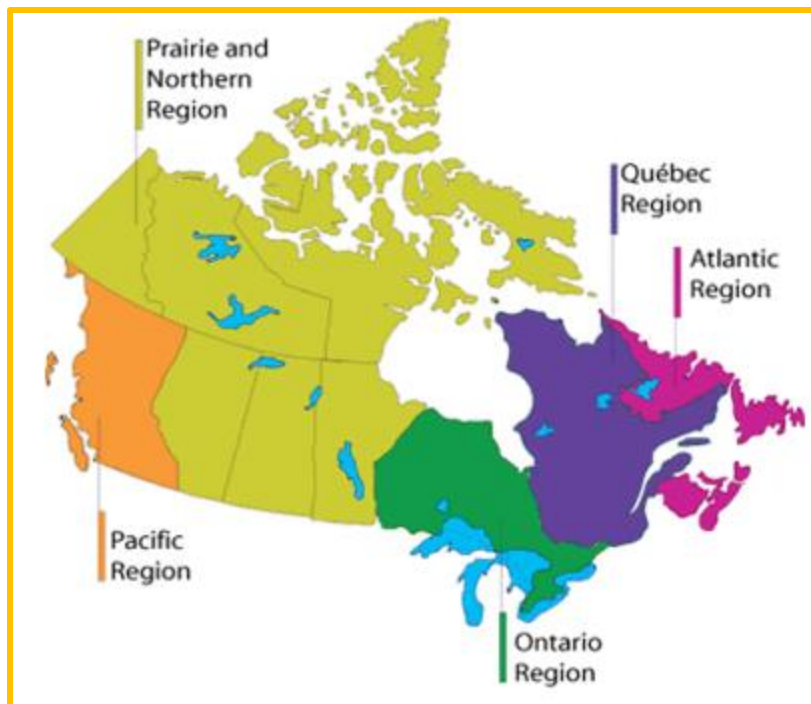 Prairie and
Northern
Region
Québec
Region
Atlantic
Region
Pacific
Region
Ontario
Region